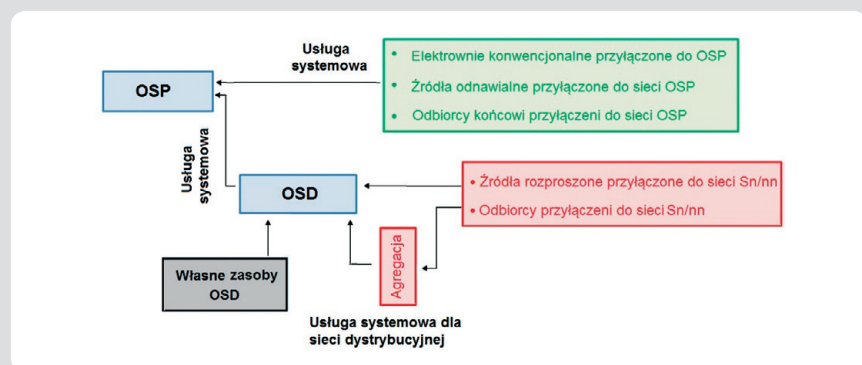 Usługa
systemowa
• Elektrownie konwencjonalne przyłączone do OSP
• Źródła odnawialne przyłączone do sieci OSP
• Odbiorcy końcowi przyłączeni do sieci OSP
OSP
Usługa
systemowa
OSD
• Źródła rozproszone przyłączone do sieci Sn/nn
• Odbiorcy przyłączeni do sieci Sn/nn
Własne zasoby
OSD
Agregacja
Usługa systemowa dla
sieci dystrybucyjnej